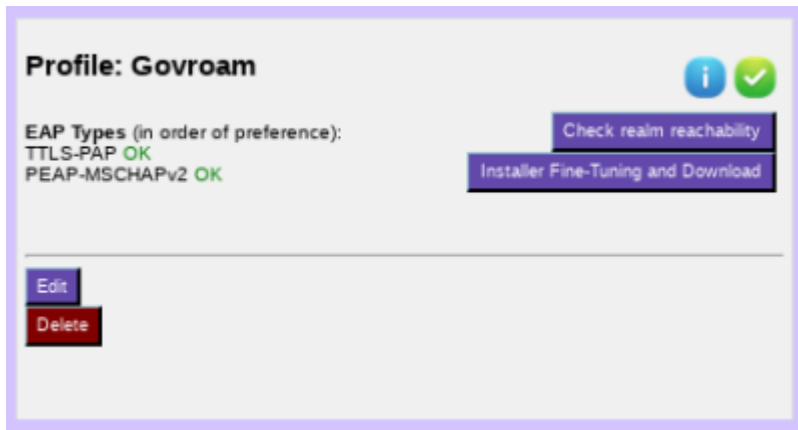 Profile: Govroam
i
EAP Types (in order of preference):
TTLS-PAP OK
PEAP-MSCHAPv2 OK
Check realm reachability
Installer Fine-Tuning and Download
Edit
Delete